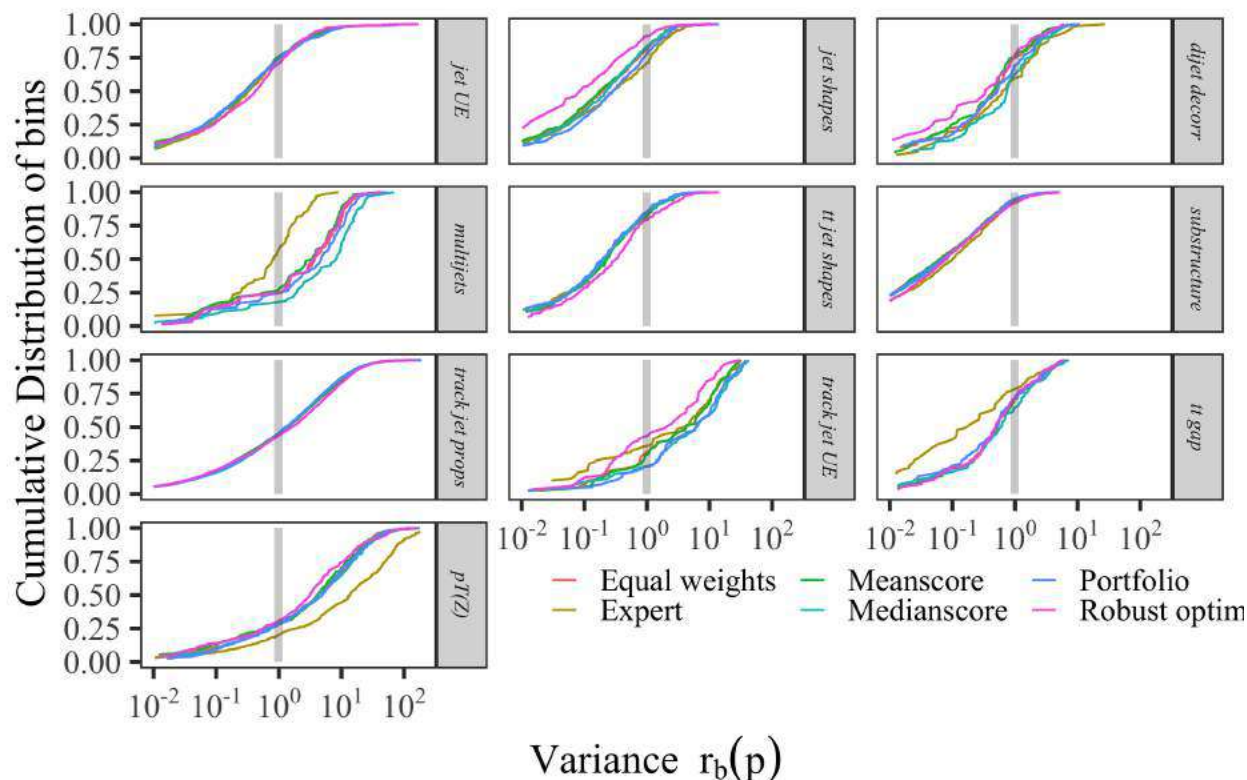 Cumulative Distribution of bins
1.00
0.75
0.50
0.25
0.00
jet UE
jet shapes
dijet decorr
1.00
0.75
0.50
0.25
0.00
multijets
tt jet shapes
substructure
1.00
0.75
0.50
0.25
0.00
track jet props
track jet UE
tt gap
10⁻² 10⁻¹ 10⁰ 10¹ 10²
10⁻² 10⁻¹ 10⁰ 10¹ 10²
1.00
0.75
0.50
0.25
0.00
pT(Z)
10⁻² 10⁻¹ 10⁰ 10¹ 10²
Equal weights Meanscore Portfolio
Expert Medianscore Robust optim
Variance r_b(p)